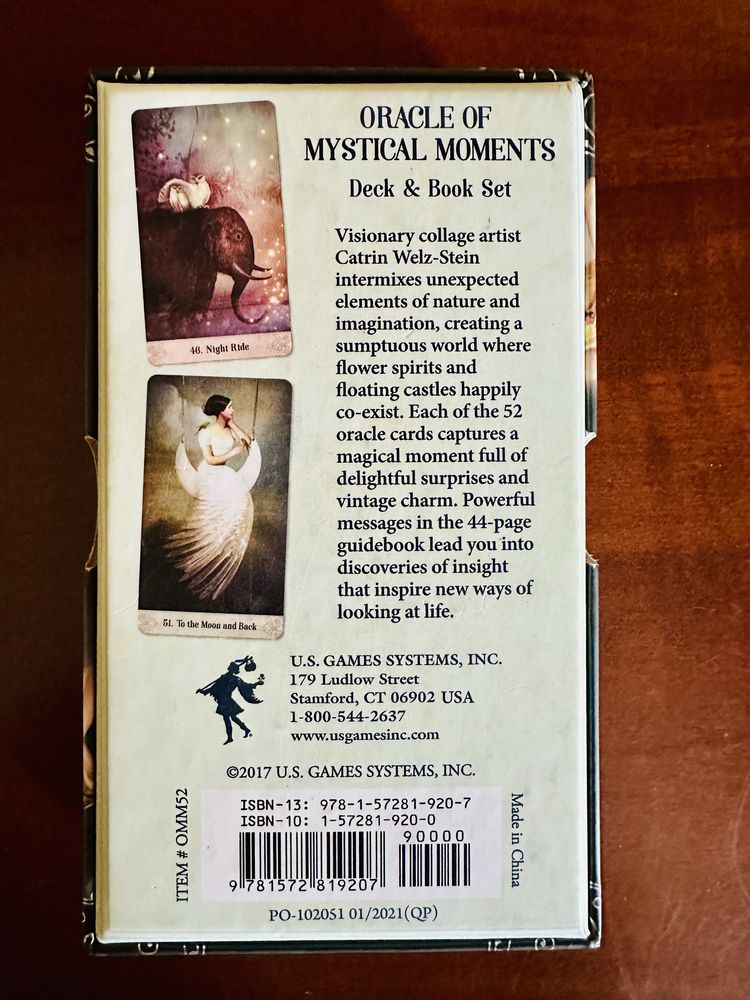 ORACLE OF
MYSTICAL MOMENTS
Deck & Book Set
Visionary collage artist
Catrin Welz-Stein
intermixes unexpected
elements of nature and
imagination, creating a
sumptuous world where
flower spirits and
floating castles happily
co-exist. Each of the 52
oracle cards captures a
magical moment full of
delightful surprises and
vintage charm. Powerful
messages in the 44-page
guidebook lead you into
discoveries of insight
that inspire new ways of
looking at life.
46. Night Ride
51. To the Moon and Back
U.S. GAMES SYSTEMS, INC.
179 Ludlow Street
Stamford, CT 06902 USA
1-800-544-2637
www.usgamesinc.com
©2017 U.S. GAMES SYSTEMS, INC.
ITEM # OMM52
ISBN-13: 978-1-57281-920-7
ISBN-10: 1-57281-920-0
90000
9 781572 819207
Made in China
PO-102051 01/2021(QP)